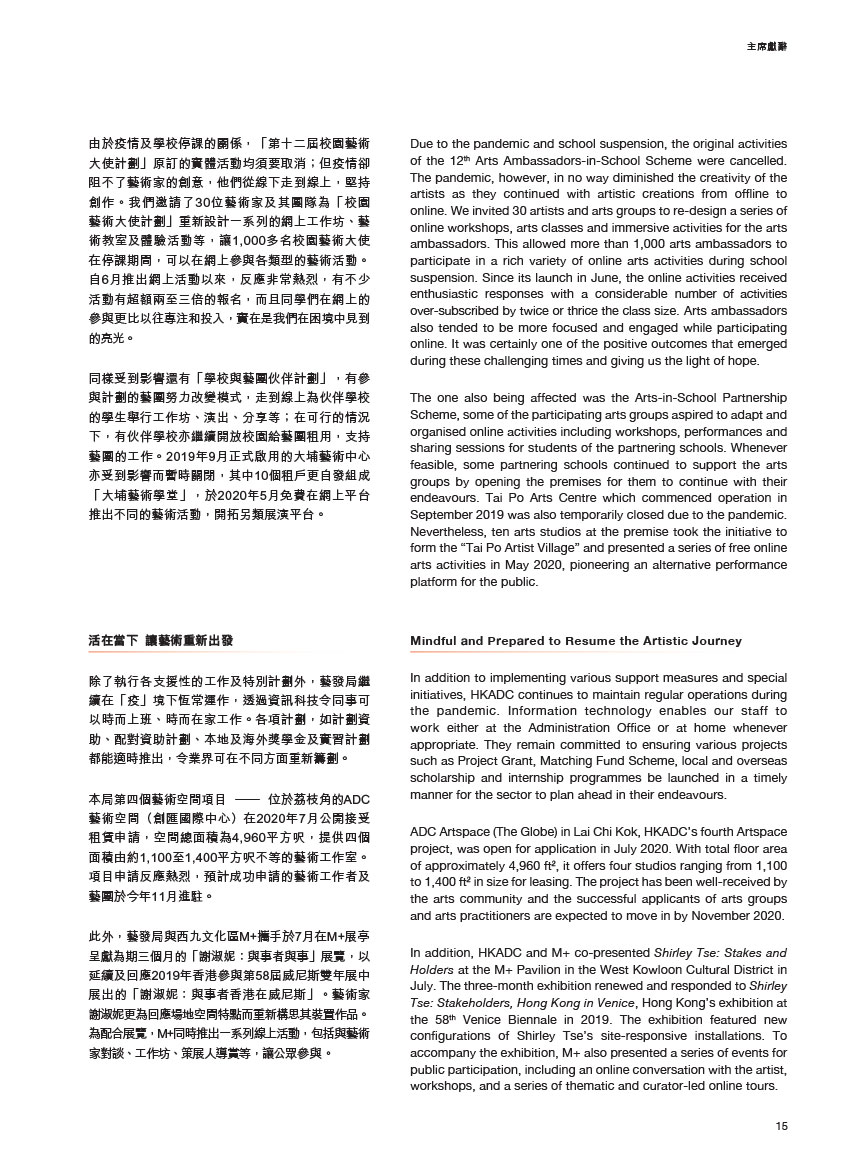 主席獻辭
由於疫情及學校停課的關係，「第十二屆校園藝術
大使計劃」原訂的實體活動均須要取消；但疫情卻
阻不了藝術家的創意，他們從線下走到線上，堅持
創作。我們邀請了30位藝術家及其團隊為「校園
藝術大使計劃」重新設計一系列的網上工作坊、藝
術教室及體驗活動等，讓1,000多名校園藝術大使
在停課期間，可以在網上參與各類型的藝術活動。
自6月推出網上活動以來，反應非常熱烈，有不少
活動有超額兩至三倍的報名，而且同學們在網上的
參與更比以往專注和投入，實在是我們在困境中見到
的亮光。
同樣受到影響還有「學校與藝團伙伴計劃」，有參
與計劃的藝團努力改變模式，走到線上為伙伴學校
的學生舉行工作坊、演出、分享等；在可行的情況
下，有伙伴學校亦繼續開放校園給藝團租用，支持
藝團的工作。2019年9月正式啟用的大埔藝術中心
亦受到影響而暫時關閉，其中10個租戶更自發組成
「大埔藝術學堂」，於2020年5月免費在網上平台
推出不同的藝術活動，開拓另類展演平台。
活在當下 讓藝術重新出發
除了執行各支援性的工作及特別計劃外，藝發局繼
續在「疫」境下恆常運作，透過資訊科技令同事可
以時而上班、時而在家工作。各項計劃，如計劃資
助、配對資助計劃、本地及海外獎學金及實習計劃
都能適時推出，令業界可在不同方面重新籌劃。
本局第四個藝術空間項目 —— 位於荔枝角的ADC
藝術空間（創匯國際中心）在2020年7月公開接受
租賃申請，空間總面積為4,960平方呎，提供四個
面積由約1,100至1,400平方呎不等的藝術工作室。
項目申請反應熱烈，預計成功申請的藝術工作者及
藝團於今年11月進駐。
此外，藝發局與西九文化區M+攜手於7月在M+展亭
呈獻為期三個月的「謝淑妮：與事者與事」展覽，以
延續及回應2019年香港參與第58屆威尼斯雙年展中
展出的「謝淑妮：與事者香港在威尼斯」。藝術家
謝淑妮更為回應場地空間特點而重新構思其裝置作品。
為配合展覽，M+同時推出一系列線上活動，包括與藝術
家對談、工作坊、策展人導賞等，讓公眾參與。
Due to the pandemic and school suspension, the original activities
of the 12th Arts Ambassadors-in-School Scheme were cancelled.
The pandemic, however, in no way diminished the creativity of the
artists as they continued with artistic creations from offline to
online. We invited 30 artists and arts groups to re-design a series of
online workshops, arts classes and immersive activities for the arts
ambassadors. This allowed more than 1,000 arts ambassadors to
participate in a rich variety of online arts activities during school
suspension. Since its launch in June, the online activities received
enthusiastic responses with a considerable number of activities
over-subscribed by twice or thrice the class size. Arts ambassadors
also tended to be more focused and engaged while participating
online. It was certainly one of the positive outcomes that emerged
during these challenging times and giving us the light of hope.
The one also being affected was the Arts-in-School Partnership
Scheme, some of the participating arts groups aspired to adapt and
organised online activities including workshops, performances and
sharing sessions for students of the partnering schools. Whenever
feasible, some partnering schools continued to support the arts
groups by opening the premises for them to continue with their
endeavours. Tai Po Arts Centre which commenced operation in
September 2019 was also temporarily closed due to the pandemic.
Nevertheless, ten arts studios at the premise took the initiative to
form the “Tai Po Artist Village” and presented a series of free online
arts activities in May 2020, pioneering an alternative performance
platform for the public.
Mindful and Prepared to Resume the Artistic Journey
In addition to implementing various support measures and special
initiatives, HKADC continues to maintain regular operations during
the pandemic. Information technology enables our staff to
work either at the Administration Office or at home whenever
appropriate. They remain committed to ensuring various projects
such as Project Grant, Matching Fund Scheme, local and overseas
scholarship and internship programmes be launched in a timely
manner for the sector to plan ahead in their endeavours.
ADC Artspace (The Globe) in Lai Chi Kok, HKADC's fourth Artspace
project, was open for application in July 2020. With total floor area
of approximately 4,960 ft², it offers four studios ranging from 1,100
to 1,400 ft² in size for leasing. The project has been well-received by
the arts community and the successful applicants of arts groups
and arts practitioners are expected to move in by November 2020.
In addition, HKADC and M+ co-presented Shirley Tse: Stakes and
Holders at the M+ Pavilion in the West Kowloon Cultural District in
July. The three-month exhibition renewed and responded to Shirley
Tse: Stakeholders, Hong Kong in Venice, Hong Kong's exhibition at
the 58th Venice Biennale in 2019. The exhibition featured new
configurations of Shirley Tse's site-responsive installations. To
accompany the exhibition, M+ also presented a series of events for
public participation, including an online conversation with the artist,
workshops, and a series of thematic and curator-led online tours.
15